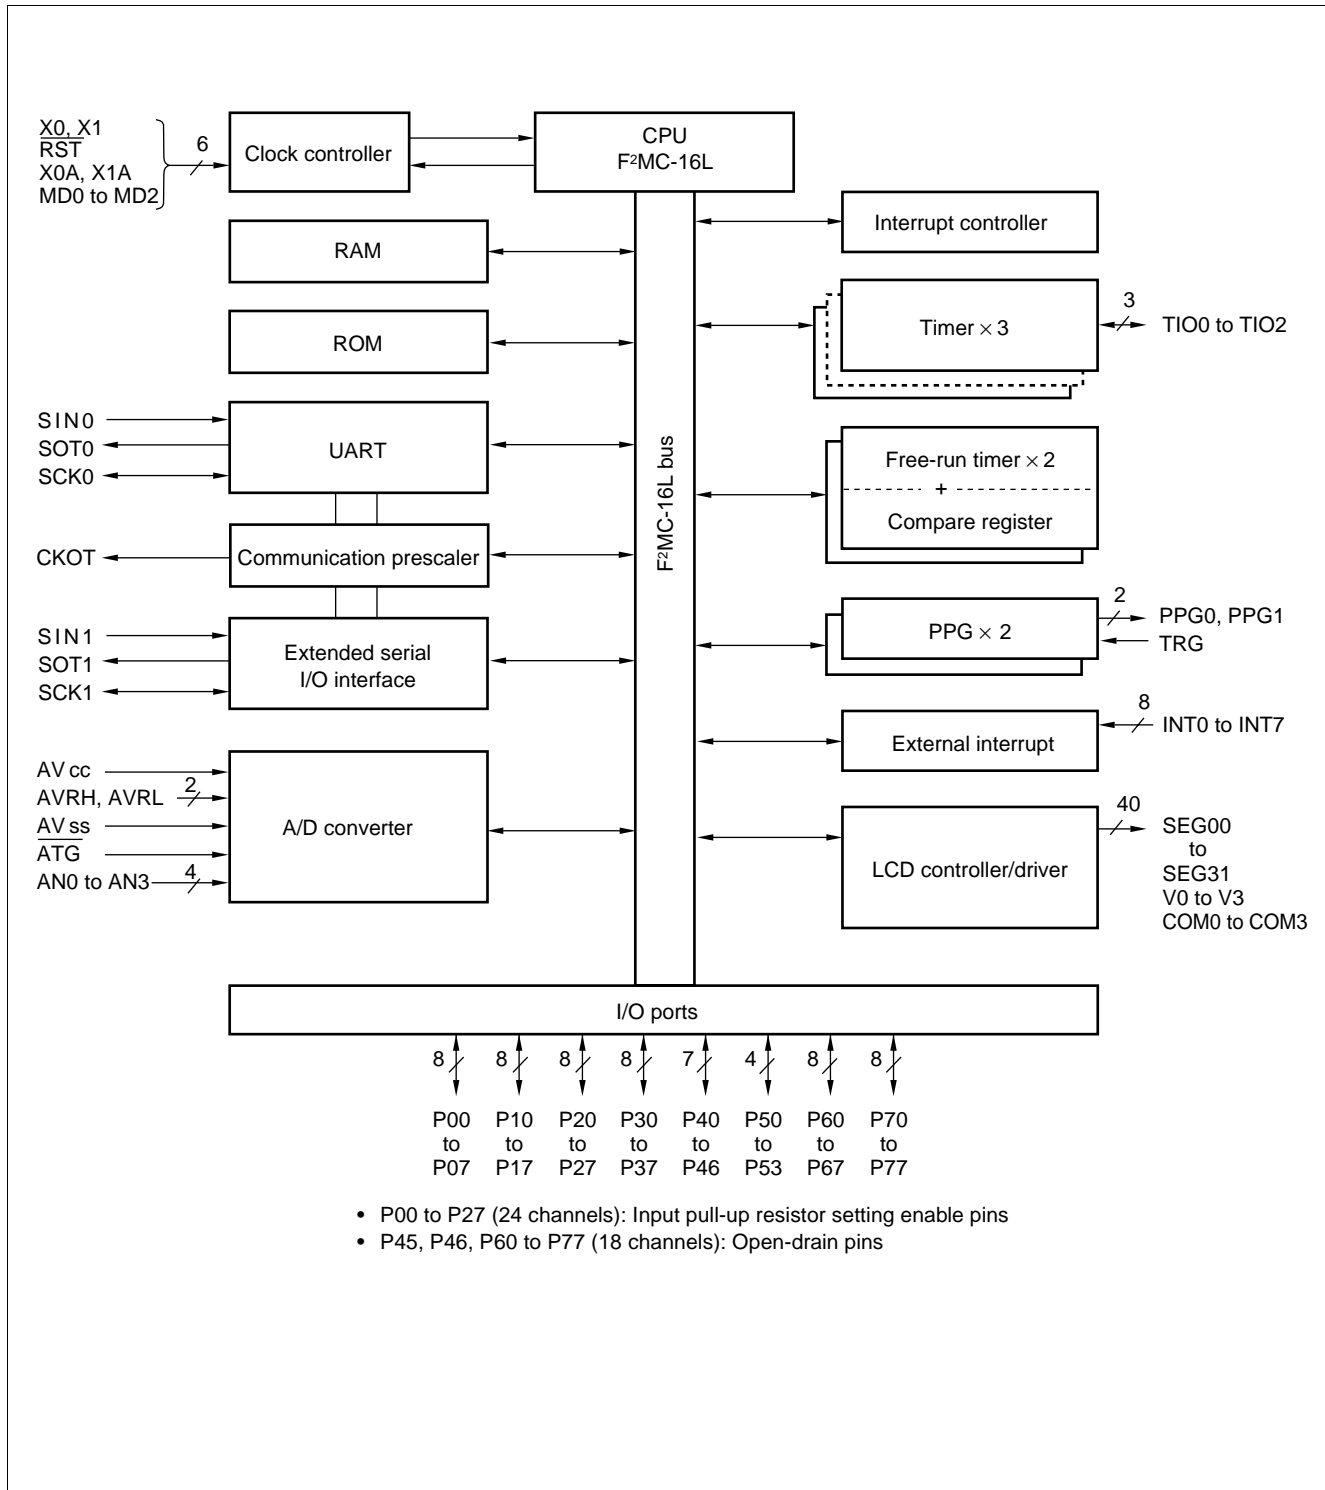 X0, X1
RST
X0A, X1A
MD0 to MD2
6
Clock controller
CPU
F²MC-16L
Interrupt controller
RAM
Timer × 3
3
TIO0 to TIO2
ROM
SIN0
SOT0
SCK0
UART
F²MC-16L bus
Free-run timer × 2
+
Compare register
CKOT
Communication prescaler
SIN1
SOT1
SCK1
Extended serial
I/O interface
PPG × 2
2
PPG0, PPG1
TRG
External interrupt
8
INT0 to INT7
AVcc
AVRH, AVRL
2
AVss
ATG
AN0 to AN3
4
A/D converter
LCD controller/driver
40
SEG00
to
SEG31
V0 to V3
COM0 to COM3
I/O ports
8 8 8 8 7 4 8 8
P00 P10 P20 P30 P40 P50 P60 P70
to to to to to to to to
P07 P17 P27 P37 P46 P53 P67 P77
• P00 to P27 (24 channels): Input pull-up resistor setting enable pins
• P45, P46, P60 to P77 (18 channels): Open-drain pins